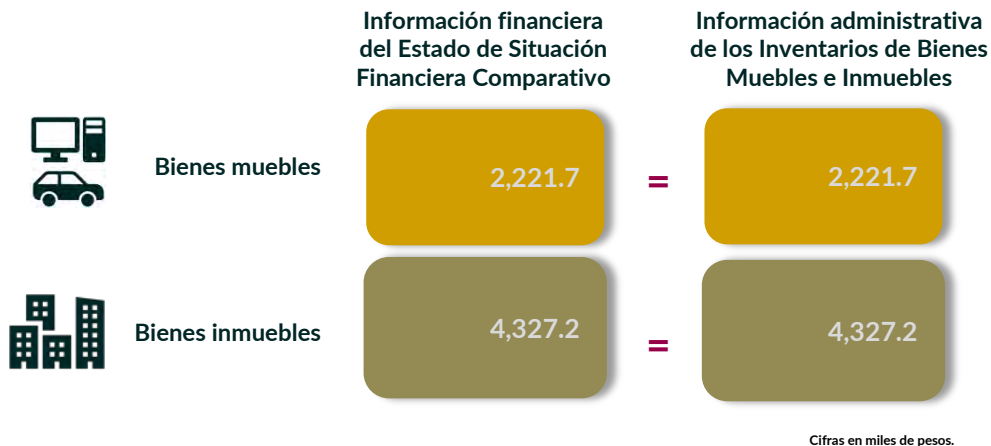 Información financiera
del Estado de Situación
Financiera Comparativo
Información administrativa
de los Inventarios de Bienes
Muebles e Inmuebles
Bienes muebles
2,221.7
=
2,221.7
Bienes inmuebles
4,327.2
=
4,327.2
Cifras en miles de pesos.